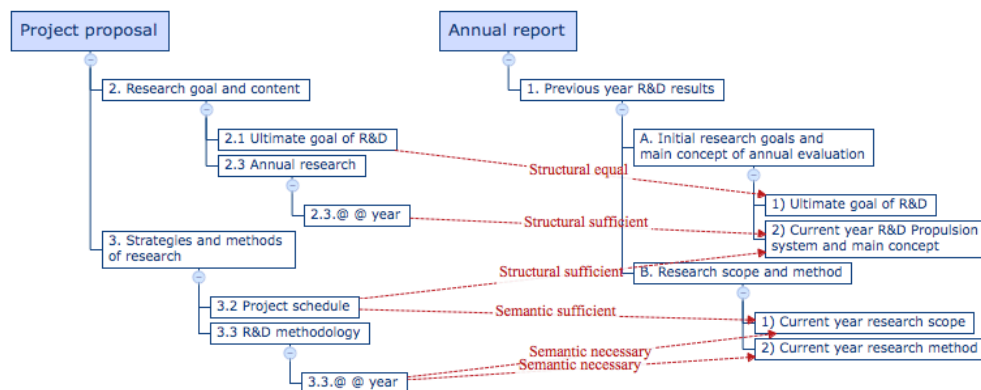 Project proposal
Annual report
2. Research goal and content
1. Previous year R&D results
2.1 Ultimate goal of R&D
2.3 Annual research
A. Initial research goals and
main concept of annual evaluation
Structural equal
2.3.@ @ year
Structural sufficient
1) Ultimate goal of R&D
2) Current year R&D Propulsion
system and main concept
3. Strategies and methods
of research
Structural sufficient
B. Research scope and method
3.2 Project schedule
Semantic sufficient
3.3 R&D methodology
1) Current year research scope
Semantic necessary
2) Current year research method
Semantic necessary
3.3.@ @ year